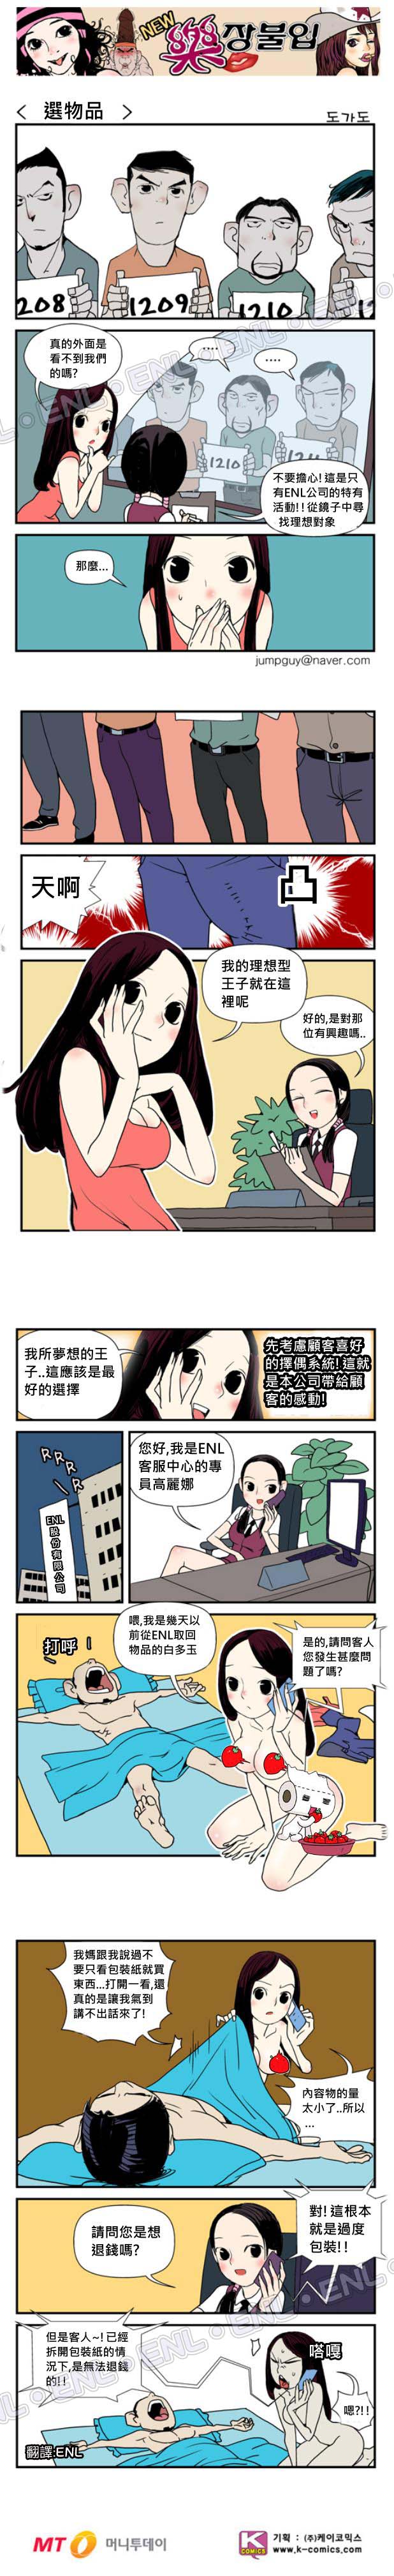 NEW 樂 장불입
< 選物品 >
도가도
208
1209
1210
真的外面是
看不到我們
的嗎?
....
....
1210
不要擔心! 這是只
有ENL公司的特有
活動!! 從鏡子中尋
找理想對象
那麼...
jumpguy@naver.com
天啊
凸
我的理想型
王子就在這
裡呢
好的,是對那
位有興趣嗎..
我所夢想的王
子..這應該是最
好的選擇
先考慮顧客喜好
的擇偶系統! 這就
是本公司帶給顧
客的感動!
RRRR
ENL股份有限公司
您好,我是ENL
客服中心的專
員高麗娜
打呼
喂,我是幾天以
前從ENL取回
物品的白多玉
是的,請問客人
您發生甚麼問
題了嗎?
我媽跟我說過不
要只看包裝紙就買
東西...打開一看,還
真的是讓我氣到
講不出話來了!
內容物的量
太小了..所以
...
請問您是想
退錢嗎?
對! 這根本
就是過度
包裝!!
但是客人~! 已經
拆開包裝紙的情
況下,是無法退錢
的!!
嗒嘎
嗯?!!
翻譯:ENL
MT 머니투데이
K COMICS
기획 : (주)케이코믹스
www.k-comics.com